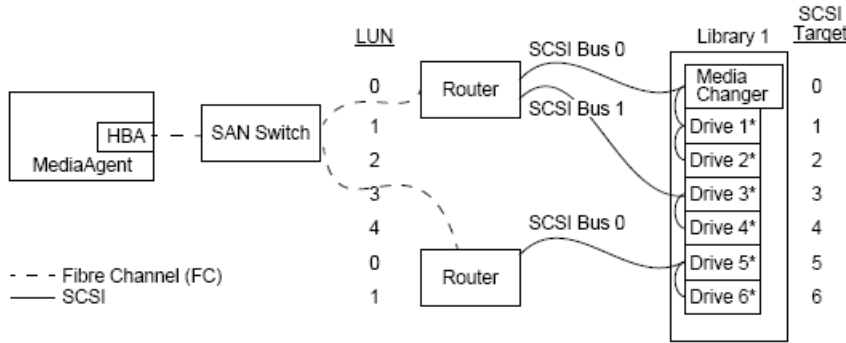 LUN
SCSI
Target
Library 1
SCSI Bus 0
Router
SCSI Bus 1
Media
Changer
0
0
HBA
MediaAgent
SAN Switch
1
Drive 1*
1
2
Drive 2*
2
3
Drive 3*
3
4
Drive 4*
4
SCSI Bus 0
Router
0
Drive 5*
5
1
Drive 6*
6
Fibre Channel (FC)
SCSI